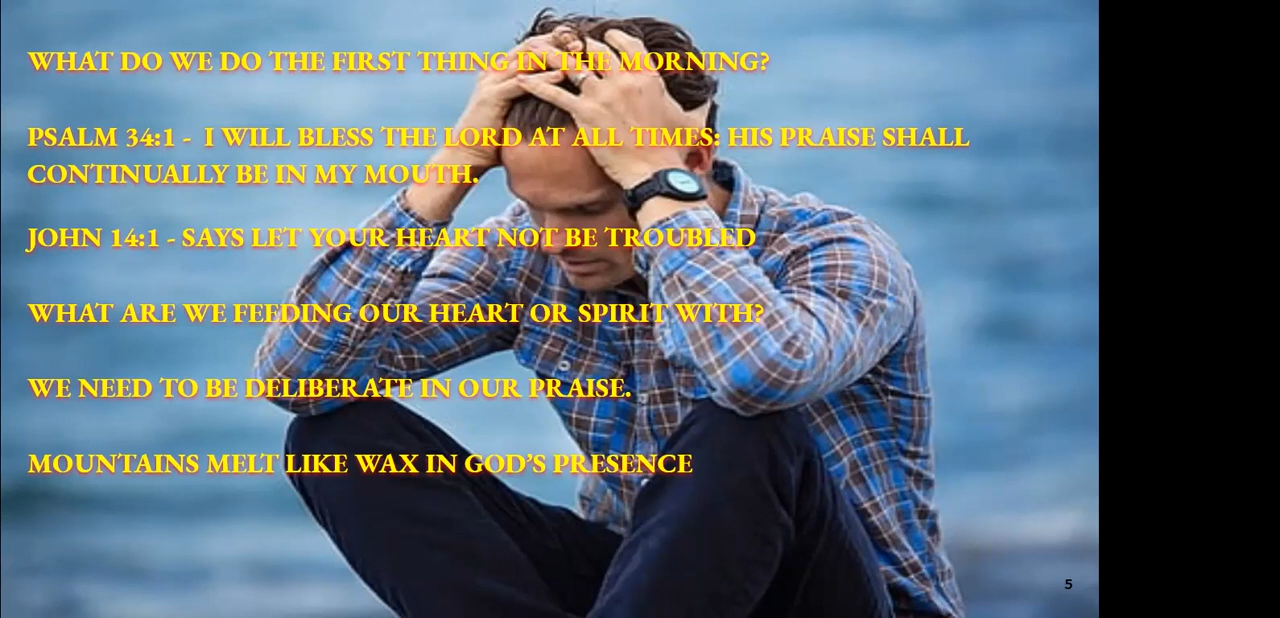 WHAT DO WE DO THE FIRST THING IN THE MORNING?
PSALM 34:1 - I WILL BLESS THE LORD AT ALL TIMES: HIS PRAISE SHALL
CONTINUALLY BE IN MY MOUTH.
JOHN 14:1 - SAYS LET YOUR HEART NOT BE TROUBLED
WHAT ARE WE FEEDING OUR HEART OR SPIRIT WITH?
WE NEED TO BE DELIBERATE IN OUR PRAISE.
MOUNTAINS MELT LIKE WAX IN GOD’S PRESENCE
5